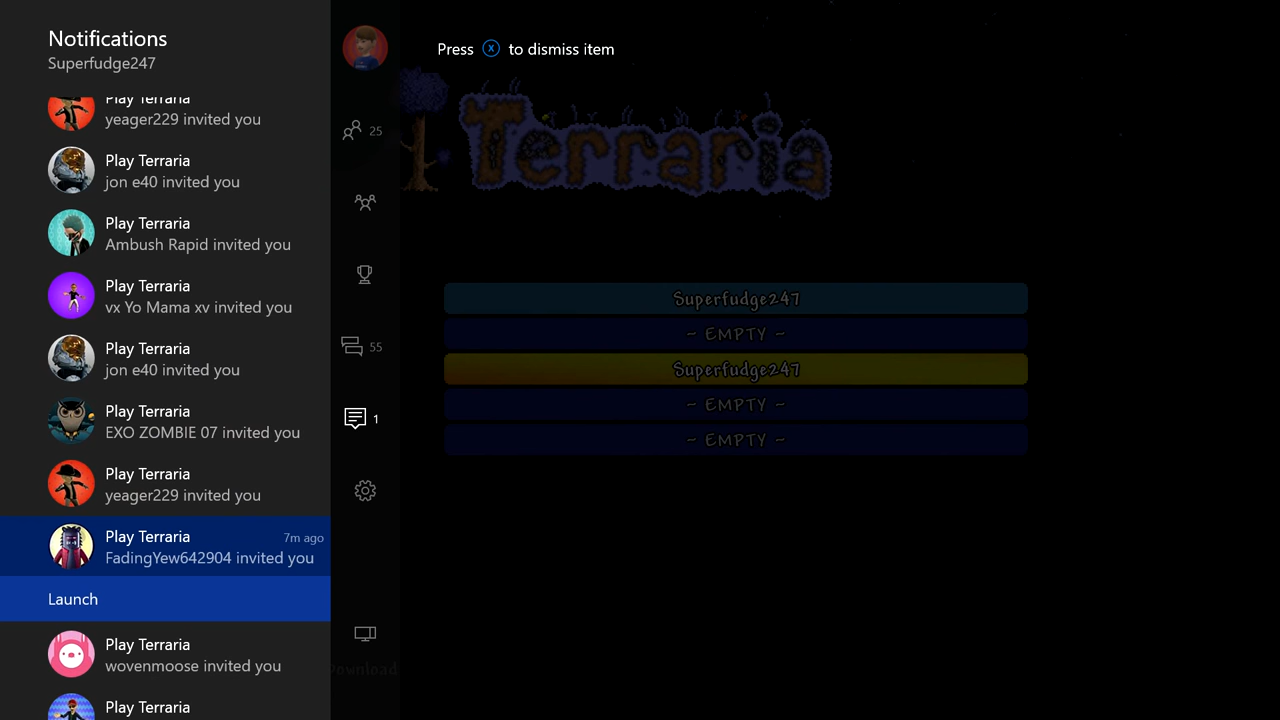 Notifications
Superfudge247
Play Terraria
yeager229 invited you
Play Terraria
jon e40 invited you
Play Terraria
Ambush Rapid invited you
Play Terraria
vx Yo Mama xv invited you
Play Terraria
jon e40 invited you
Play Terraria
EXO ZOMBIE 07 invited you
Play Terraria
yeager229 invited you
Play Terraria 7m ago
FadingYew642904 invited you
Launch
Play Terraria
wovenmoose invited you
Play Terraria
25
55
1
Download
Press X to dismiss item
Terraria
Superfudge247
~ EMPTY ~
Superfudge247
~ EMPTY ~
~ EMPTY ~